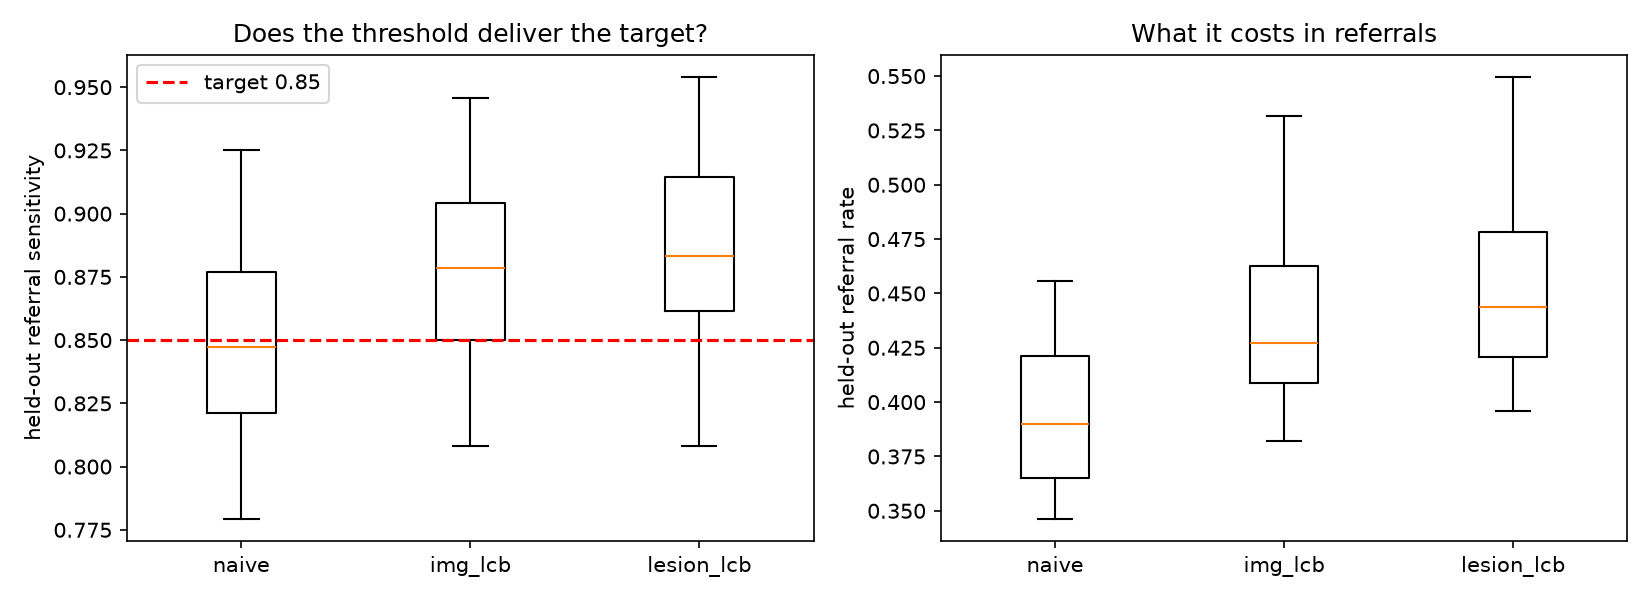 Does the threshold deliver the target?
target 0.85
held-out referral sensitivity
0.950
0.925
0.900
0.875
0.850
0.825
0.800
0.775
naive
img_lcb
lesion_lcb
What it costs in referrals
held-out referral rate
0.550
0.525
0.500
0.475
0.450
0.425
0.400
0.375
0.350
naive
img_lcb
lesion_lcb